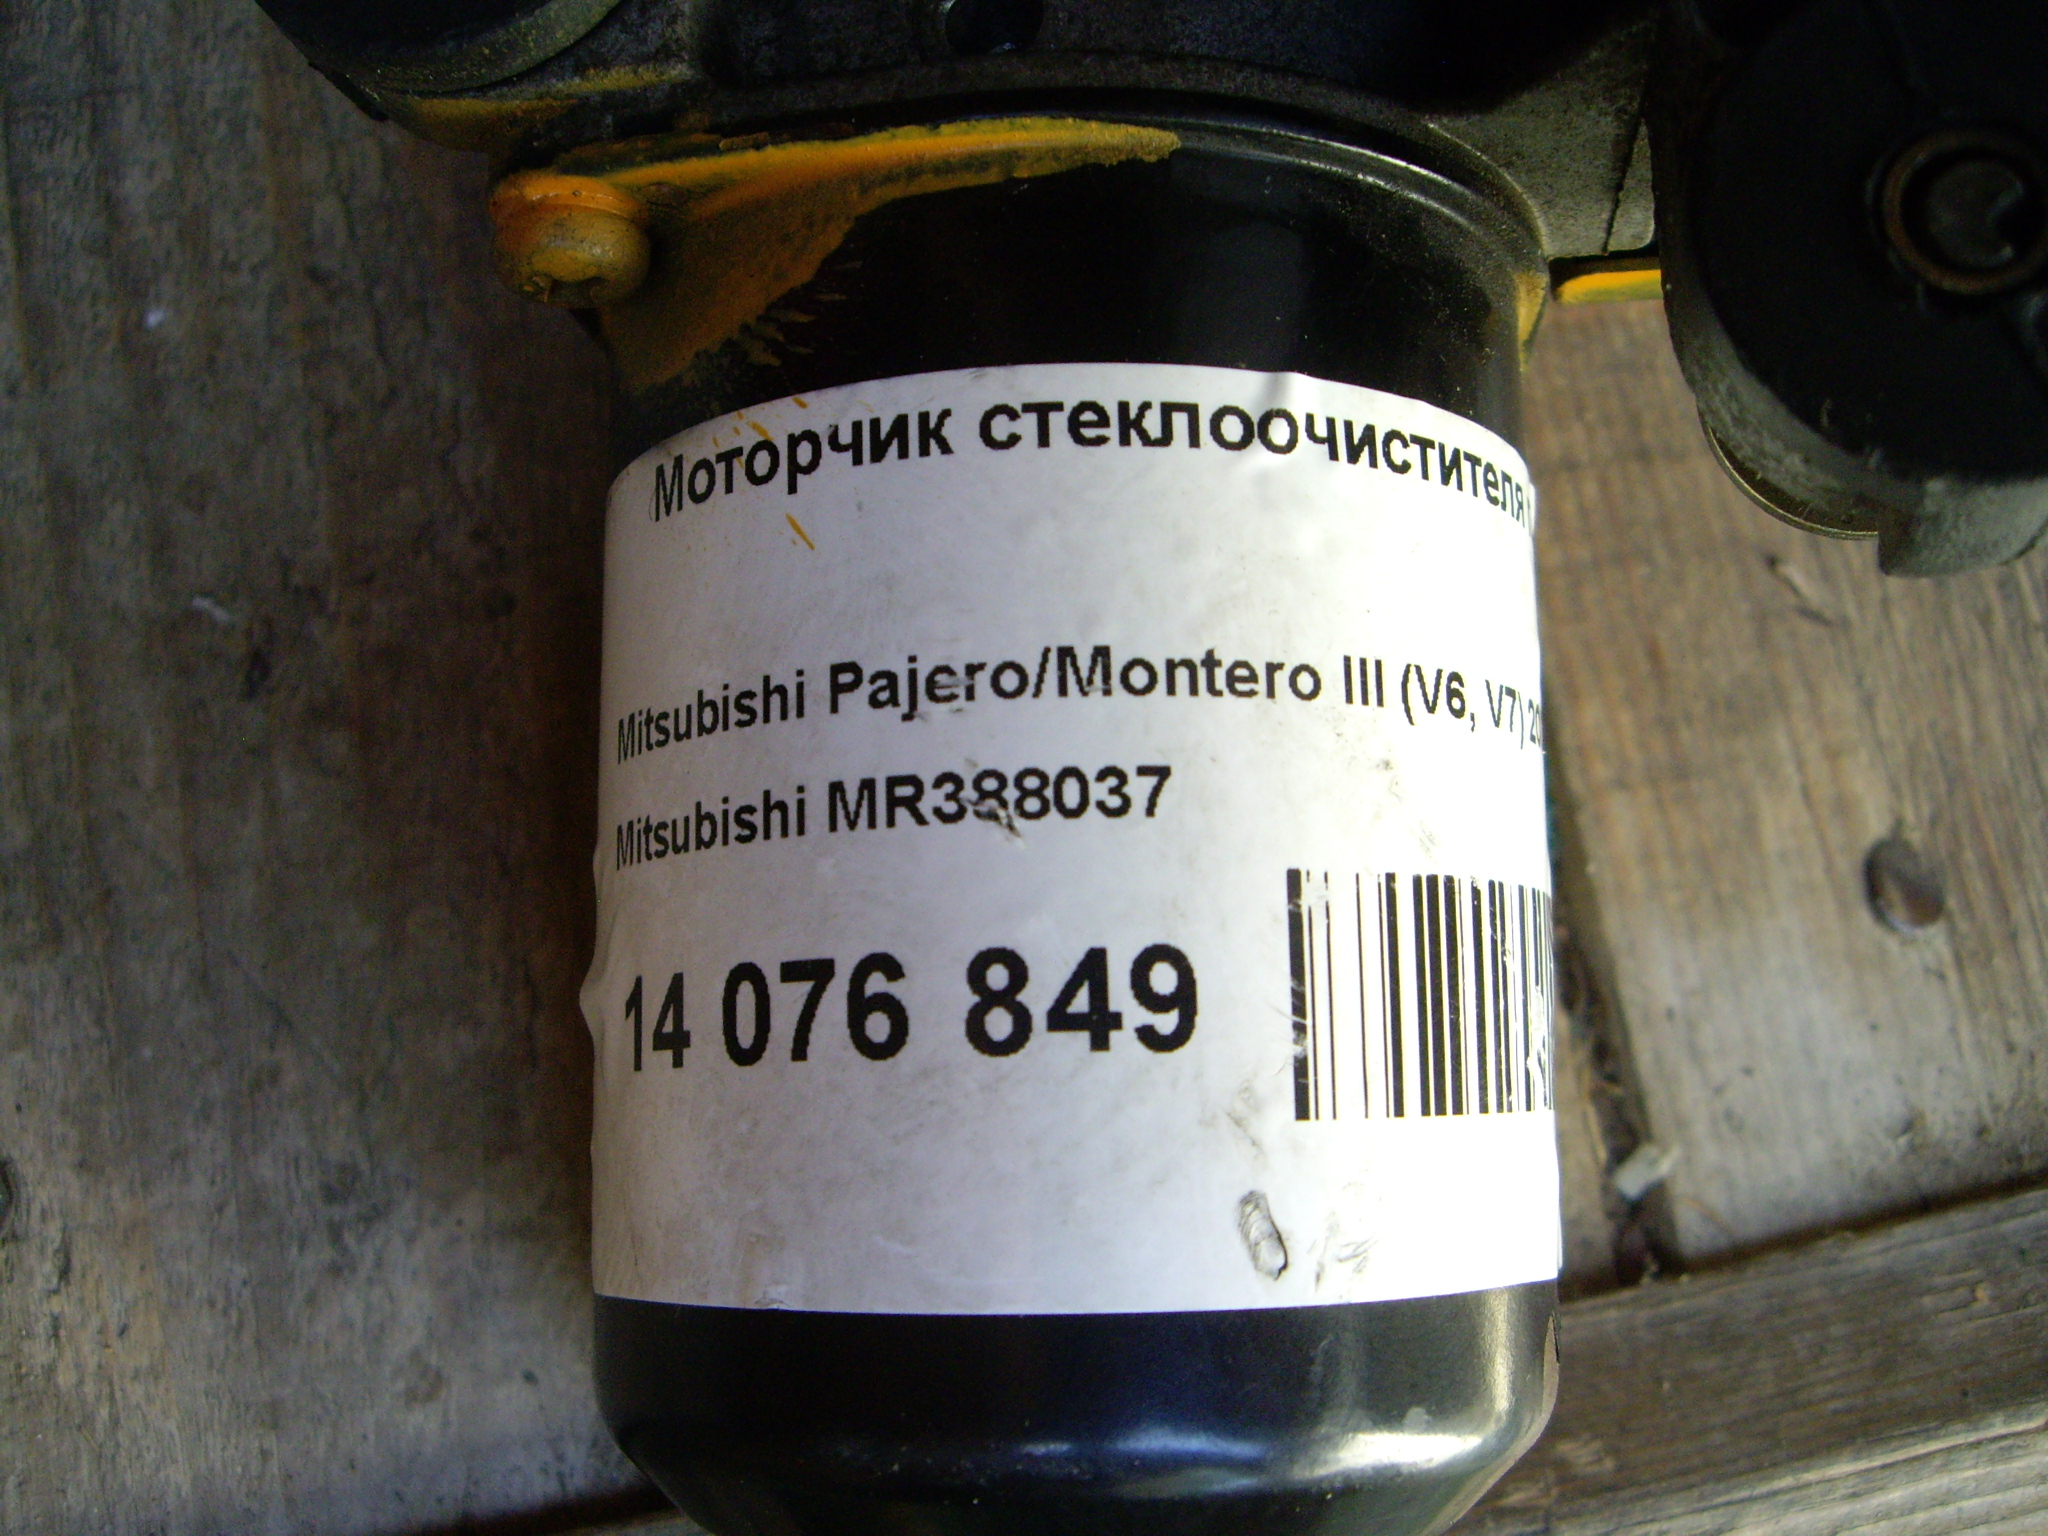 Моторчик стеклоочистителя
Mitsubishi Pajero/Montero III (V6, V7)
Mitsubishi MR388037
14 076 849